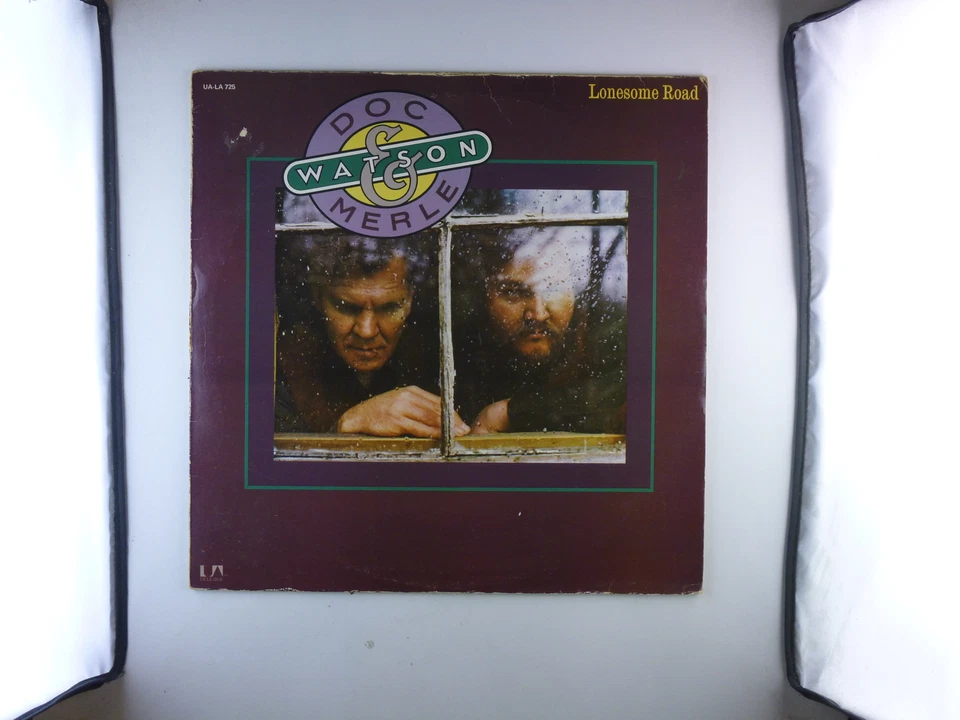 UA-LA 725
Lonesome Road
DOC
&
WATSON
MERLE
UA